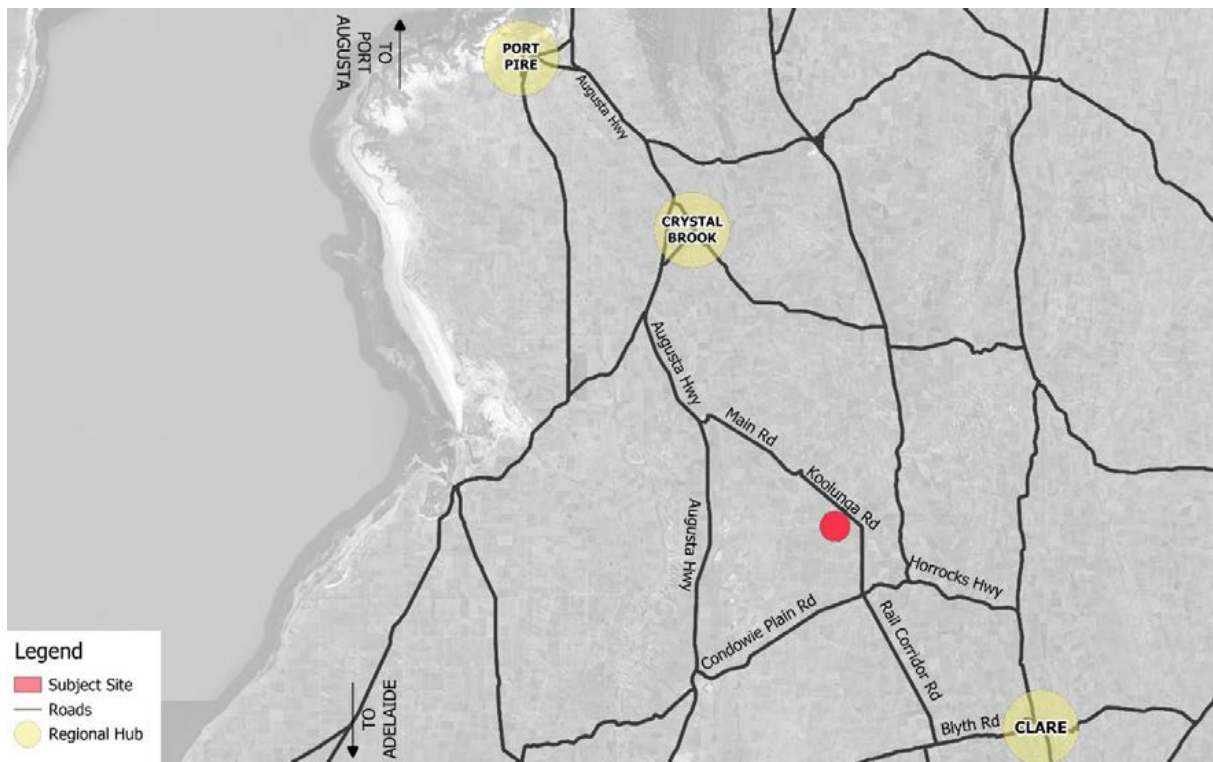 TO
PORT
AUGUSTA
PORT
PIRE
Augusta Hwy
CRYSTAL
BROOK
Augusta Hwy
Main Rd
Koolunga Rd
Augusta Hwy
Horrocks Hwy
Condowie Plain Rd
Rail Corridor Rd
Blyth Rd
CLARE
TO
ADELAIDE
Legend
Subject Site
Roads
Regional Hub